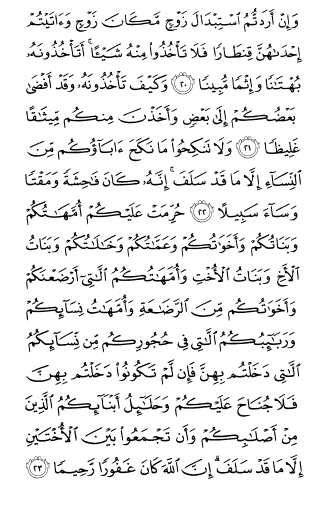 وَإِنْ أَرَدتُّمُ ٱسْتِبْدَالَ زَوْجٍ مَّكَانَ زَوْجٍ وَءَاتَيْتُمْ
إِحْدَىٰهُنَّ قِنطَارًا فَلَا تَأْخُذُوا۟ مِنْهُ شَيْـًٔا ۚ أَتَأْخُذُونَهُۥ
بُهْتَـٰنًا وَإِثْمًا مُّبِينًا ﴿٢٠﴾ وَكَيْفَ تَأْخُذُونَهُۥ وَقَدْ أَفْضَىٰ
بَعْضُكُمْ إِلَىٰ بَعْضٍ وَأَخَذْنَ مِنكُم مِّيثَـٰقًا
غَلِيظًا ﴿٢١﴾ وَلَا تَنكِحُوا۟ مَا نَكَحَ ءَابَآؤُكُم مِّنَ
ٱلنِّسَآءِ إِلَّا مَا قَدْ سَلَفَ ۚ إِنَّهُۥ كَانَ فَـٰحِشَةً وَمَقْتًا
وَسَآءَ سَبِيلًا ﴿٢٢﴾ حُرِّمَتْ عَلَيْكُمْ أُمَّهَـٰتُكُمْ
وَبَنَاتُكُمْ وَأَخَوَٰتُكُمْ وَعَمَّـٰتُكُمْ وَخَـٰلَـٰتُكُمْ وَبَنَاتُ
ٱلْأَخِ وَبَنَاتُ ٱلْأُخْتِ وَأُمَّهَـٰتُكُمُ ٱلَّـٰتِىٓ أَرْضَعْنَكُمْ
وَأَخَوَٰتُكُم مِّنَ ٱلرَّضَـٰعَةِ وَأُمَّهَـٰتُ نِسَآئِكُمْ
وَرَبَـٰٓئِبُكُمُ ٱلَّـٰتِى فِى حُجُورِكُم مِّن نِّسَآئِكُمُ
ٱلَّـٰتِى دَخَلْتُم بِهِنَّ فَإِن لَّمْ تَكُونُوا۟ دَخَلْتُم بِهِنَّ
فَلَا جُنَاحَ عَلَيْكُمْ وَحَلَـٰٓئِلُ أَبْنَآئِكُمُ ٱلَّذِينَ
مِنْ أَصْلَـٰبِكُمْ وَأَن تَجْمَعُوا۟ بَيْنَ ٱلْأُخْتَيْنِ
إِلَّا مَا قَدْ سَلَفَ ۗ إِنَّ ٱللَّهَ كَانَ غَفُورًا رَّحِيمًا ﴿٢٣﴾